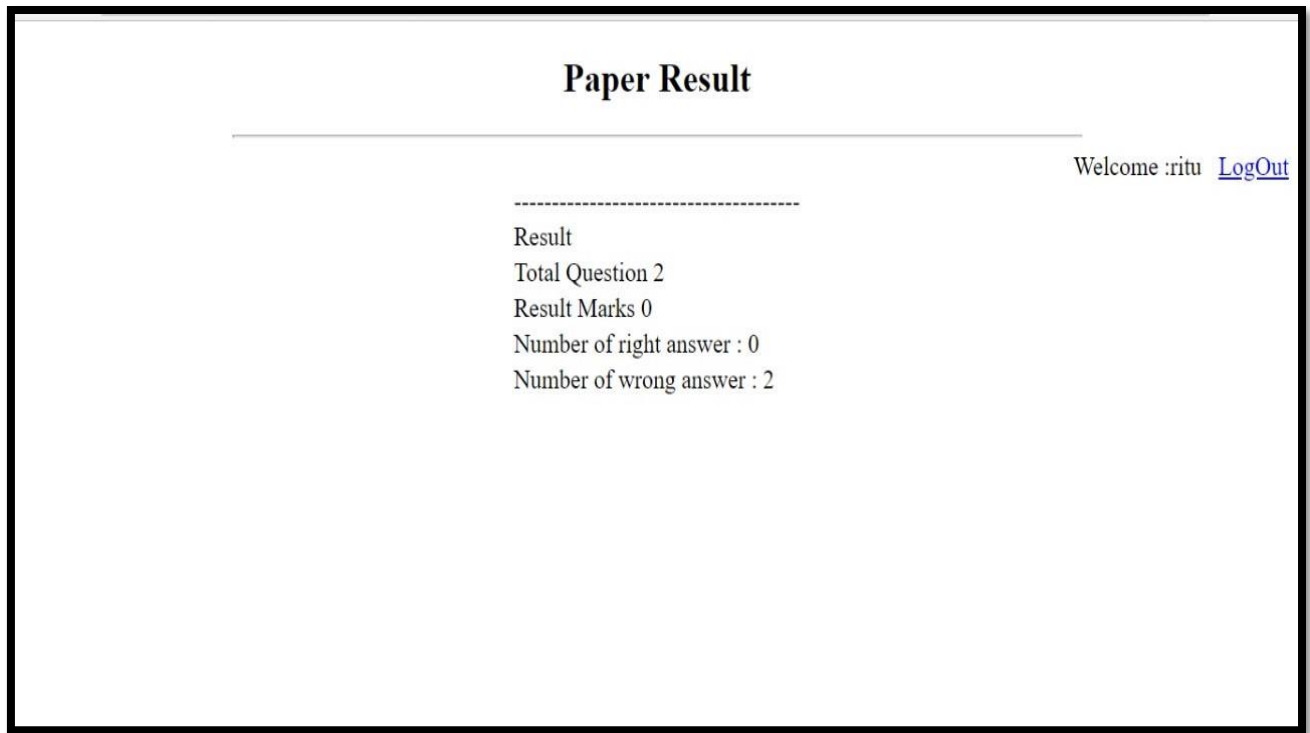 Paper Result
Welcome :ritu LogOut
--------------------------------------
Result
Total Question 2
Result Marks 0
Number of right answer : 0
Number of wrong answer : 2